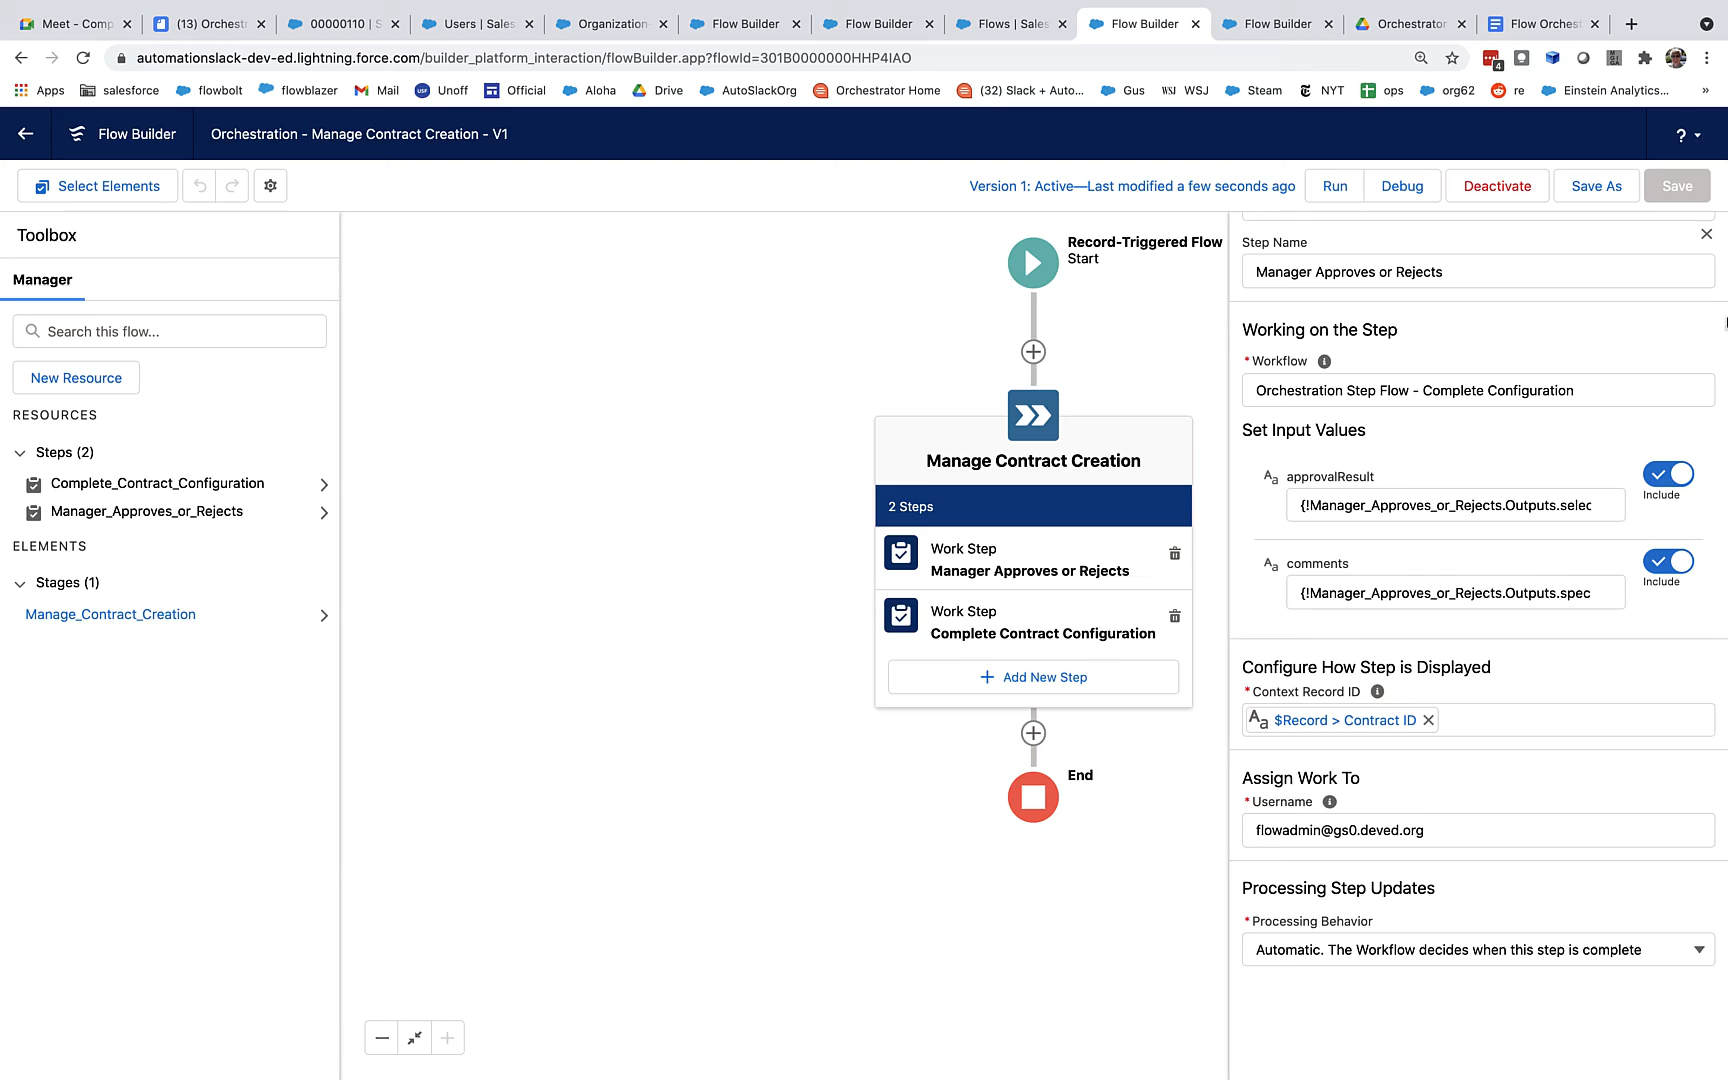 Meet - Comp
(13) Orchestr
00000110 | S
Users | Sales
Organization
Flow Builder
Flow Builder
Flows | Sales
Flow Builder
Flow Builder
Orchestrator
Flow Orches
automationslack-dev-ed.lightning.force.com/builder_platform_interaction/flowBuilder.app?flowId=301B0000000HHP4IAO
4
Apps
salesforce
flowbolt
flowblazer
Mail
Unoff
Official
Aloha
Drive
AutoSlackOrg
Orchestrator Home
(32) Slack + Auto...
Gus
WSJ WSJ
Steam
NYT
ops
org62
re
Einstein Analytics...
»
Flow Builder
Orchestration - Manage Contract Creation - V1
?
Select Elements
Version 1: Active—Last modified a few seconds ago
Run
Debug
Deactivate
Save As
Save
Toolbox
Manager
Search this flow...
New Resource
RESOURCES
Steps (2)
Complete_Contract_Configuration
Manager_Approves_or_Rejects
ELEMENTS
Stages (1)
Manage_Contract_Creation
Record-Triggered Flow
Start
Manage Contract Creation
2 Steps
Work Step
Manager Approves or Rejects
Work Step
Complete Contract Configuration
+ Add New Step
End
Step Name
Manager Approves or Rejects
Working on the Step
* Workflow
Orchestration Step Flow - Complete Configuration
Set Input Values
Aa approvalResult
{!Manager_Approves_or_Rejects.Outputs.selec
Include
Aa comments
{!Manager_Approves_or_Rejects.Outputs.spec
Include
Configure How Step is Displayed
* Context Record ID
Aa $Record > Contract ID
Assign Work To
* Username
flowadmin@gs0.deved.org
Processing Step Updates
* Processing Behavior
Automatic. The Workflow decides when this step is complete